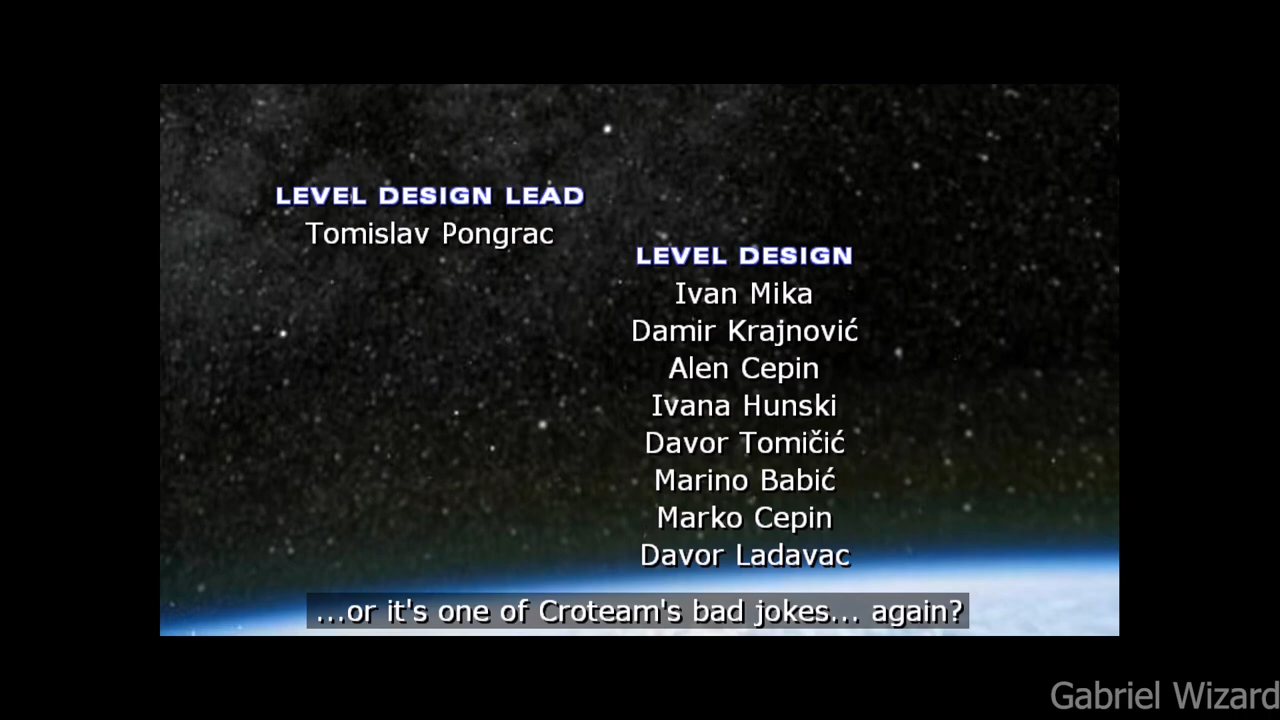 LEVEL DESIGN LEAD
Tomislav Pongrac
LEVEL DESIGN
Ivan Mika
Damir Krajnović
Alen Cepin
Ivana Hunski
Davor Tomičić
Marino Babić
Marko Cepin
Davor Ladavac
...or it's one of Croteam's bad jokes... again?
Gabriel Wizard